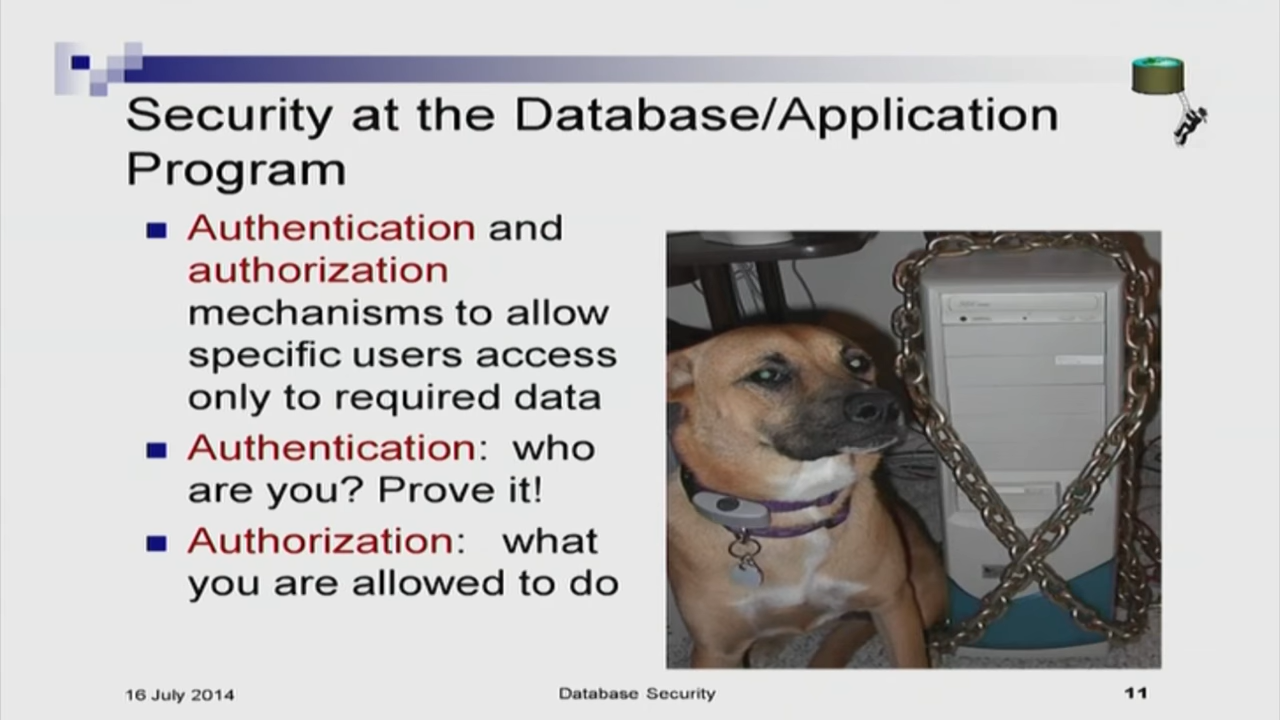 Security at the Database/Application
Program
Authentication and
authorization
mechanisms to allow
specific users access
only to required data
Authentication: who
are you? Prove it!
Authorization: what
you are allowed to do
16 July 2014
Database Security
11